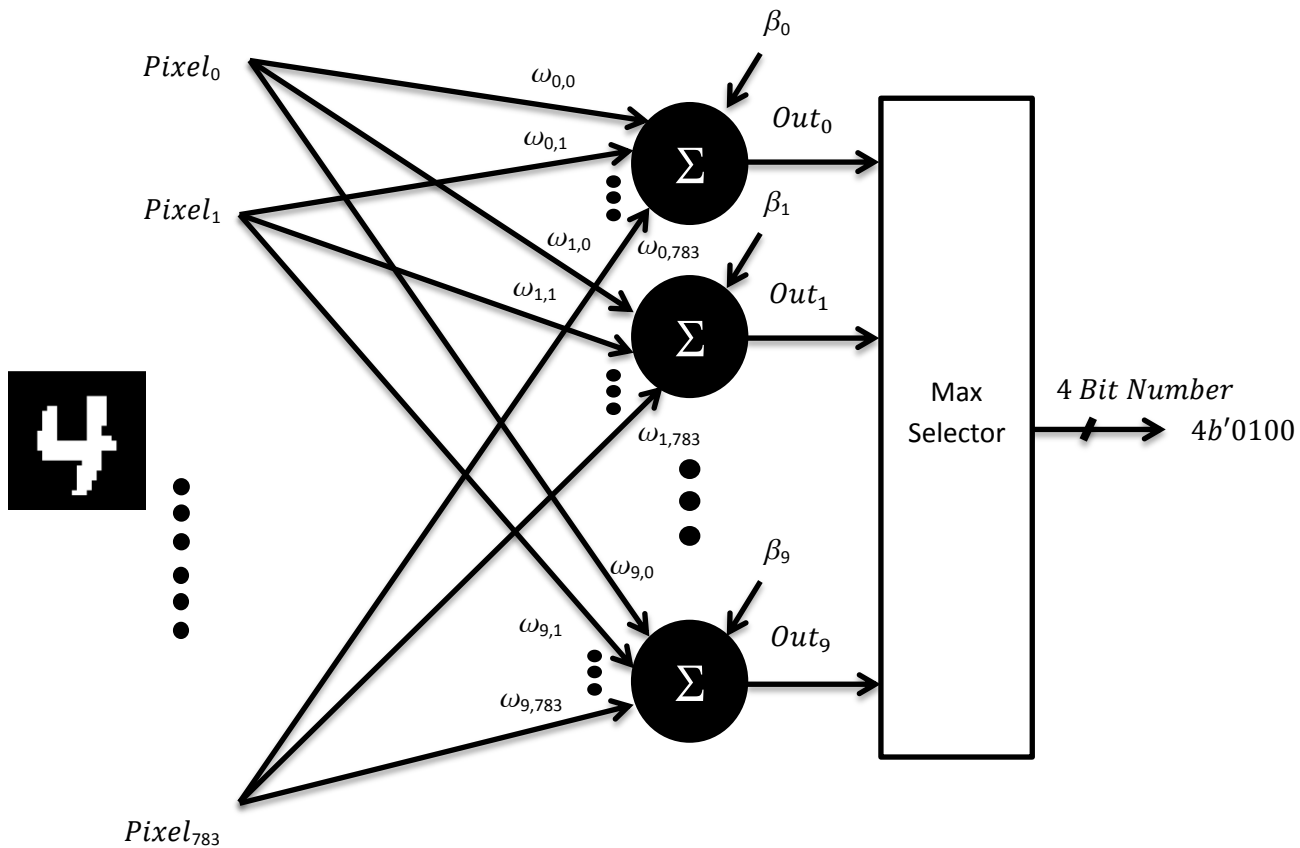 β₀
Pixel₀
ω₀,₀
Out₀
ω₀,₁
Σ
Pixel₁
β₁
ω₁,₀
ω₀,₇₈₃
ω₁,₁
Out₁
Σ
4 Bit Number
Max
Selector
4b'0100
ω₁,₇₈₃
4
β₉
ω₉,₀
ω₉,₁
Out₉
Σ
ω₉,₇₈₃
Pixel₇₈₃